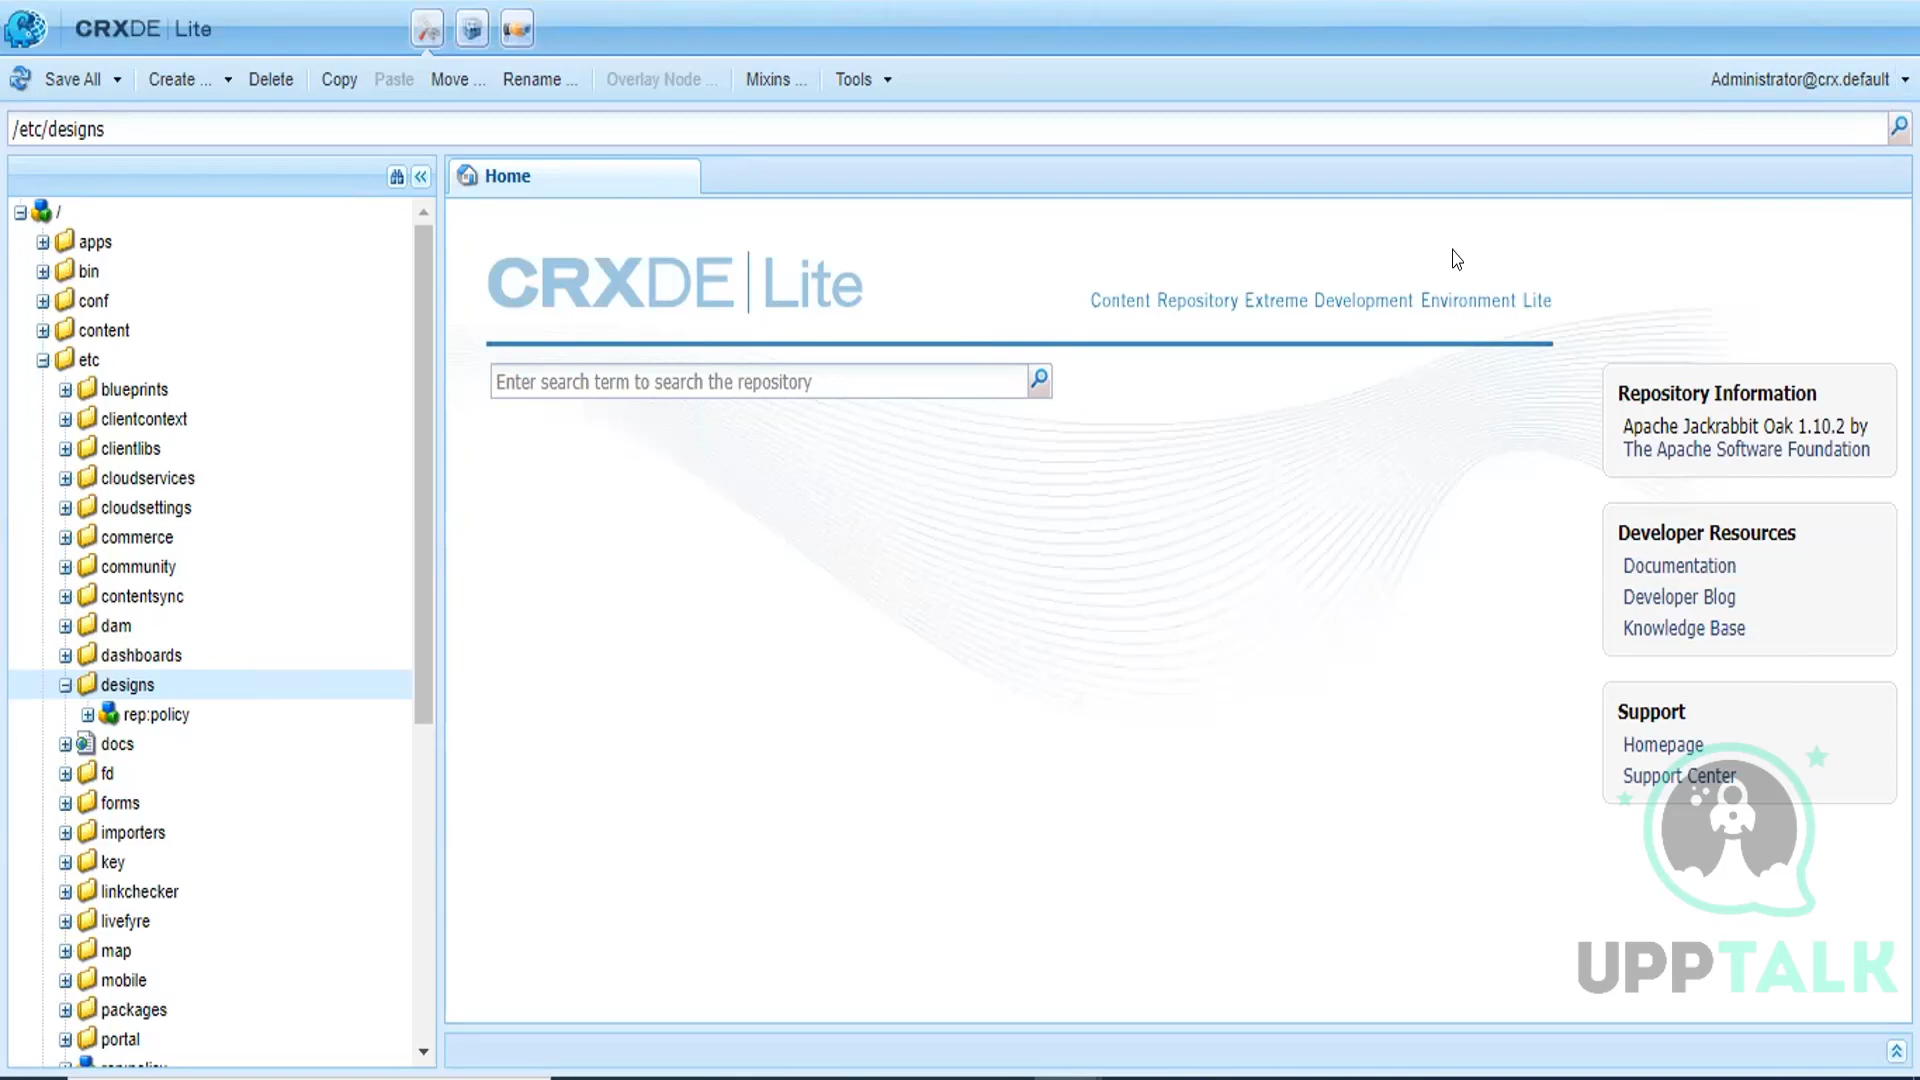 CRXDE | Lite
Save All
Create ...
Delete
Copy
Paste
Move ...
Rename ...
Overlay Node ...
Mixins ...
Tools
Administrator@crx.default
/etc/designs
Home
/
apps
bin
conf
content
etc
blueprints
clientcontext
clientlibs
cloudservices
cloudsettings
commerce
community
contentsync
dam
dashboards
designs
rep:policy
docs
fd
forms
importers
key
linkchecker
livefyre
map
mobile
packages
portal
CRXDE | Lite
Content Repository Extreme Development Environment Lite
Enter search term to search the repository
Repository Information
Apache Jackrabbit Oak 1.10.2 by
The Apache Software Foundation
Developer Resources
Documentation
Developer Blog
Knowledge Base
Support
Homepage
Support Center
UPPTALK